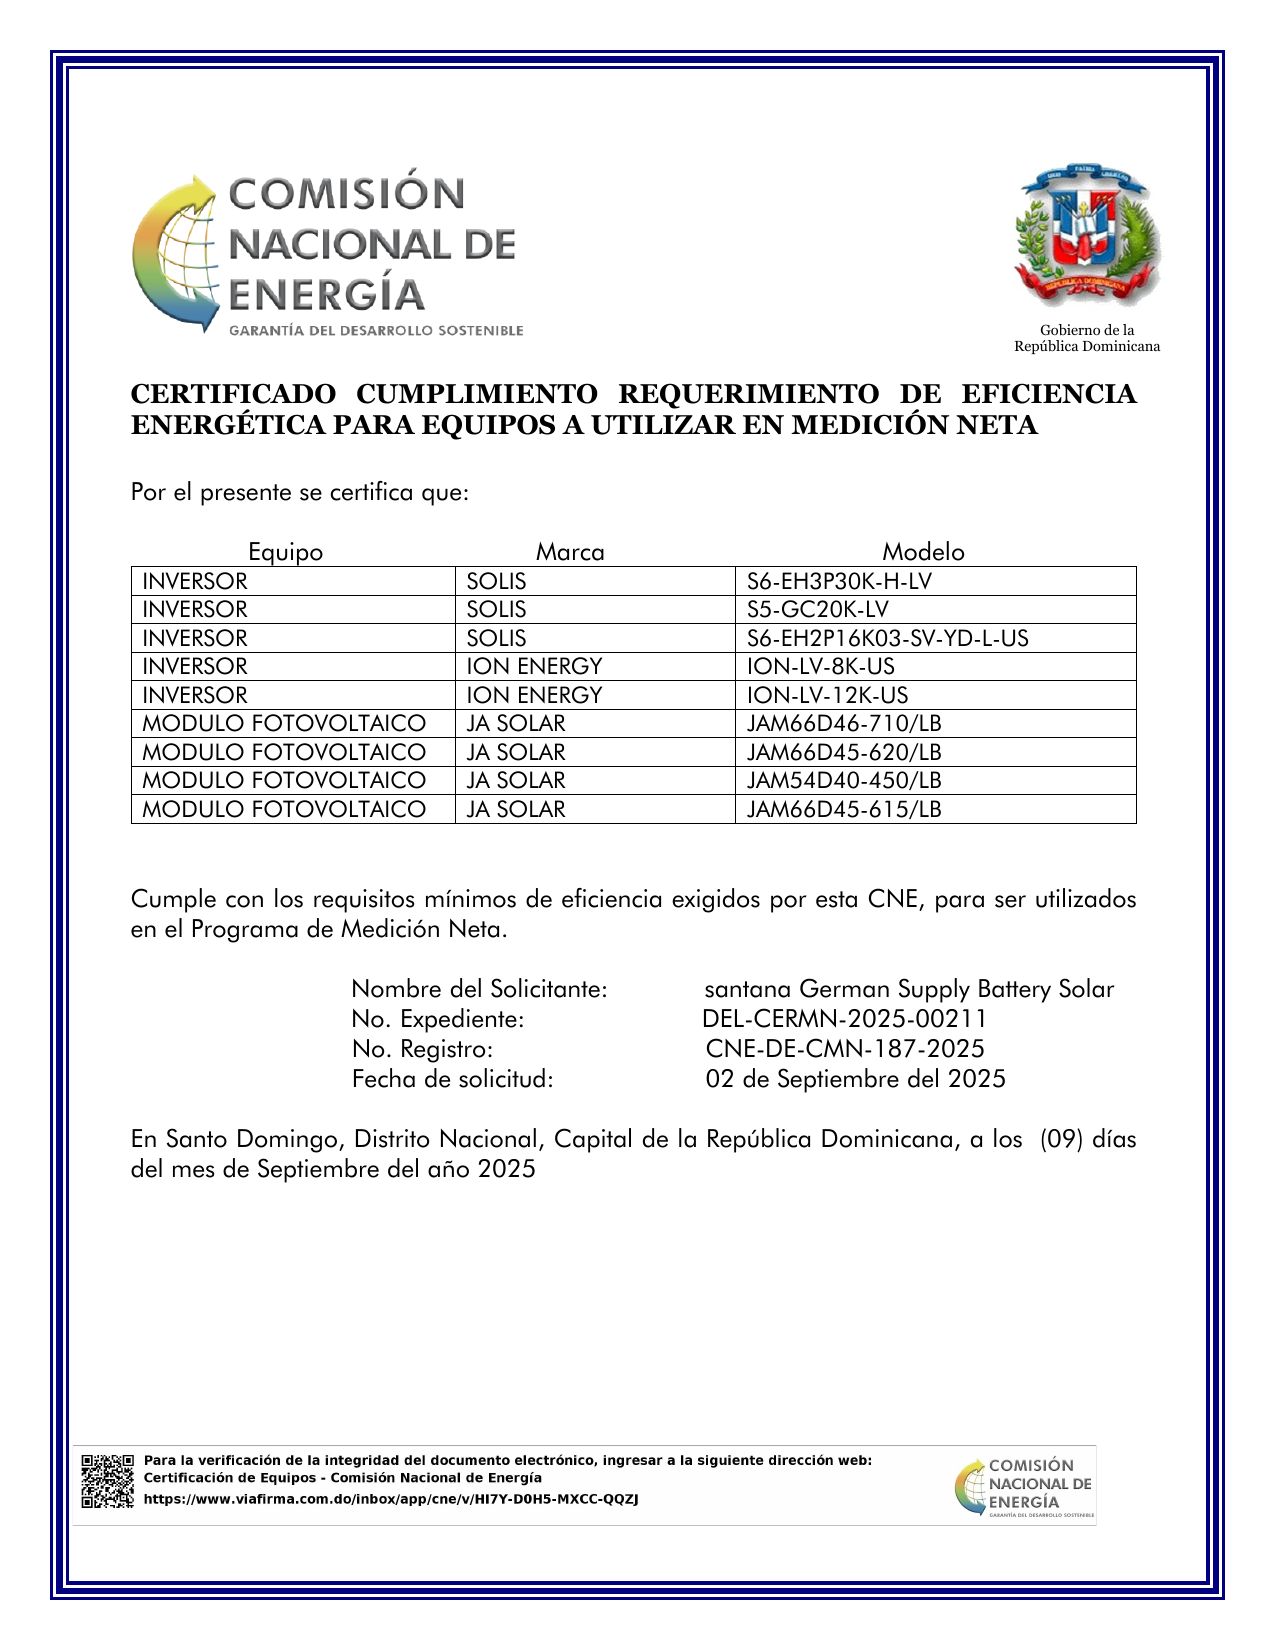 COMISIÓN
NACIONAL DE
ENERGÍA
GARANTÍA DEL DESARROLLO SOSTENIBLE
REPUBLICA DOMINICANA
Gobierno de la
República Dominicana
CERTIFICADO CUMPLIMIENTO REQUERIMIENTO DE EFICIENCIA
ENERGÉTICA PARA EQUIPOS A UTILIZAR EN MEDICIÓN NETA
Por el presente se certifica que:
Equipo Marca Modelo
INVERSOR SOLIS S6-EH3P30K-H-LV
INVERSOR SOLIS S5-GC20K-LV
INVERSOR SOLIS S6-EH2P16K03-SV-YD-L-US
INVERSOR ION ENERGY ION-LV-8K-US
INVERSOR ION ENERGY ION-LV-12K-US
MODULO FOTOVOLTAICO JA SOLAR JAM66D46-710/LB
MODULO FOTOVOLTAICO JA SOLAR JAM66D45-620/LB
MODULO FOTOVOLTAICO JA SOLAR JAM54D40-450/LB
MODULO FOTOVOLTAICO JA SOLAR JAM66D45-615/LB
Cumple con los requisitos mínimos de eficiencia exigidos por esta CNE, para ser utilizados
en el Programa de Medición Neta.
Nombre del Solicitante: santana German Supply Battery Solar
No. Expediente: DEL-CERMN-2025-00211
No. Registro: CNE-DE-CMN-187-2025
Fecha de solicitud: 02 de Septiembre del 2025
En Santo Domingo, Distrito Nacional, Capital de la República Dominicana, a los (09) días
del mes de Septiembre del año 2025
Para la verificación de la integridad del documento electrónico, ingresar a la siguiente dirección web:
Certificación de Equipos - Comisión Nacional de Energía
https://www.viafirma.com.do/inbox/app/cne/v/HI7Y-D0H5-MXCC-QQZJ
COMISIÓN
NACIONAL DE
ENERGÍA
GARANTÍA DEL DESARROLLO SOSTENIBLE